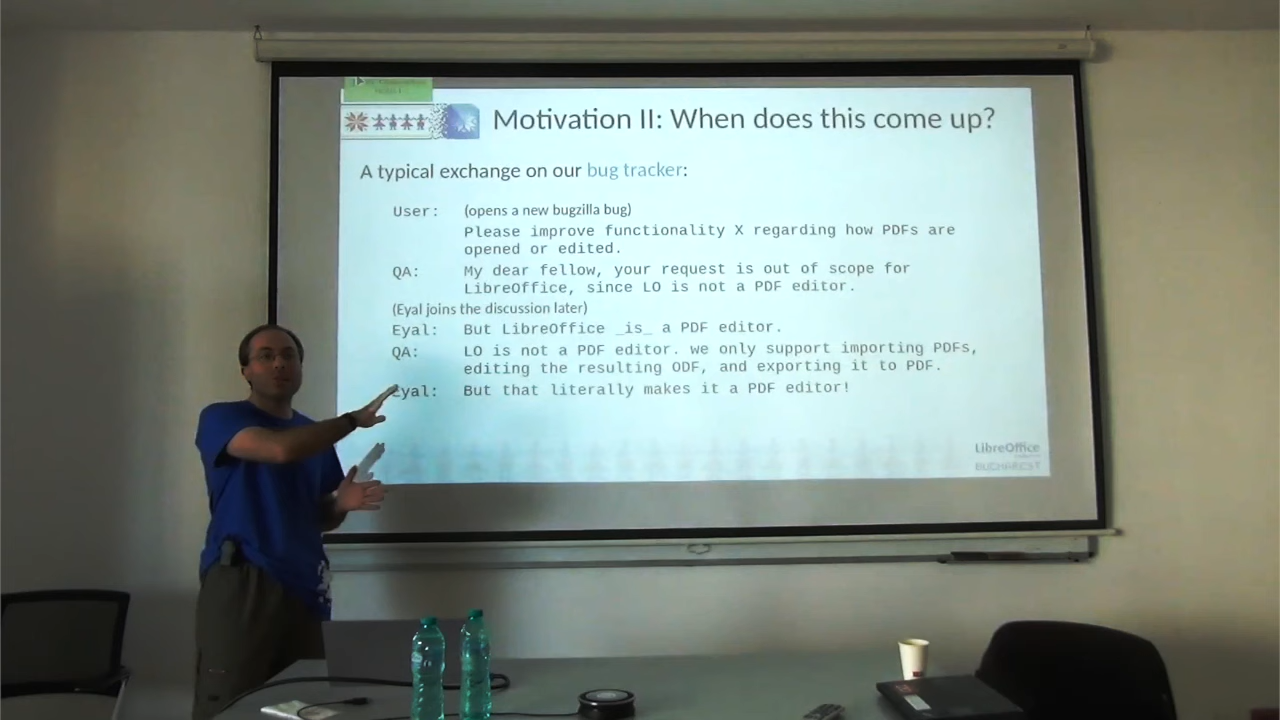 Motivation II: When does this come up?
A typical exchange on our bug tracker:
User: (opens a new bugzilla bug)
Please improve functionality X regarding how PDFs are
opened or edited.
QA: My dear fellow, your request is out of scope for
LibreOffice, since LO is not a PDF editor.
(Eyal joins the discussion later)
Eyal: But LibreOffice _is_ a PDF editor.
QA: LO is not a PDF editor. we only support importing PDFs,
editing the resulting ODF, and exporting it to PDF.
Eyal: But that literally makes it a PDF editor!
LibreOffice
BUCHAREST